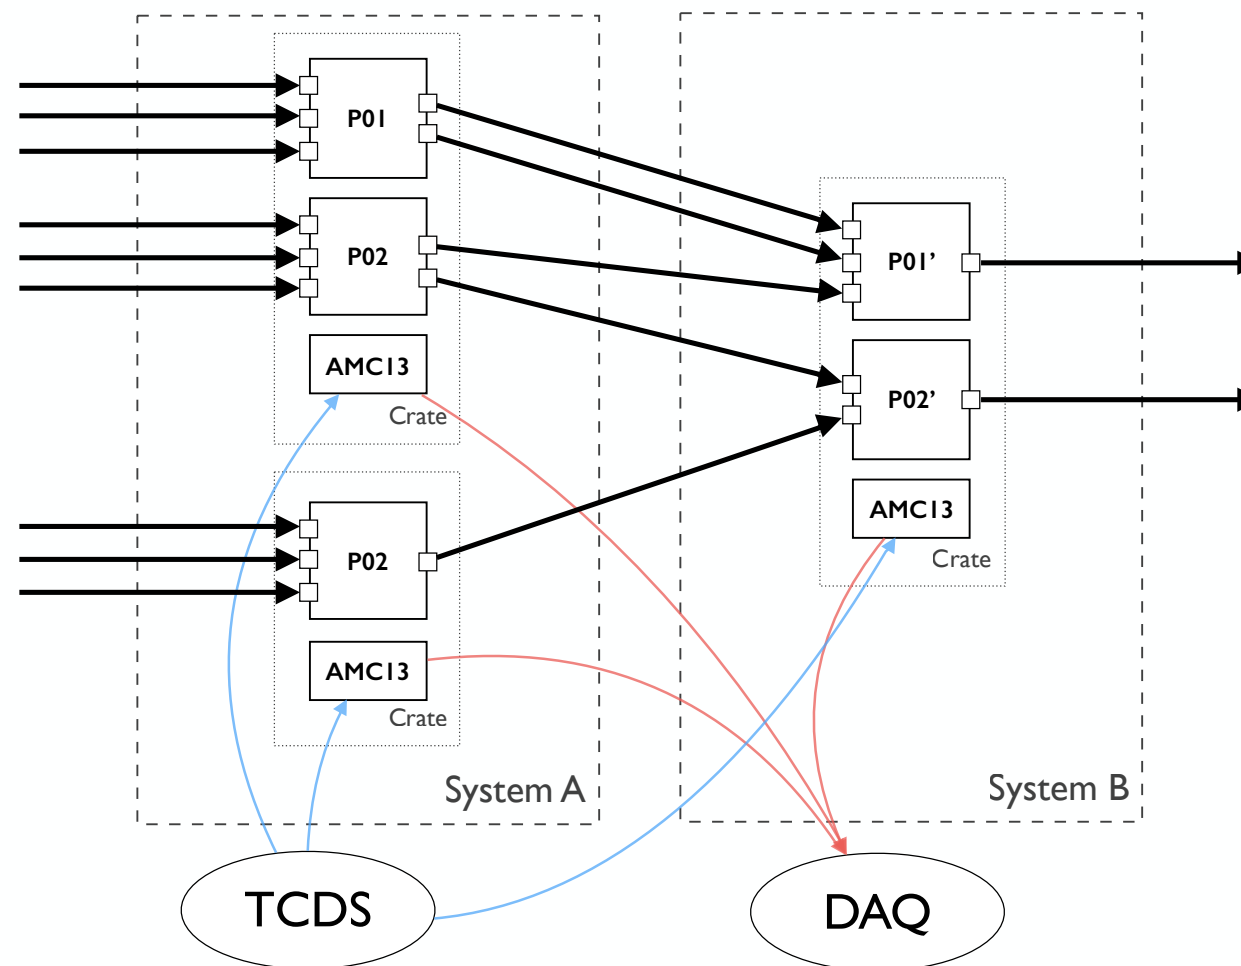 P01
P02
AMC13
Crate
P02
AMC13
Crate
System A
P01’
P02’
AMC13
Crate
System B
TCDS
DAQ